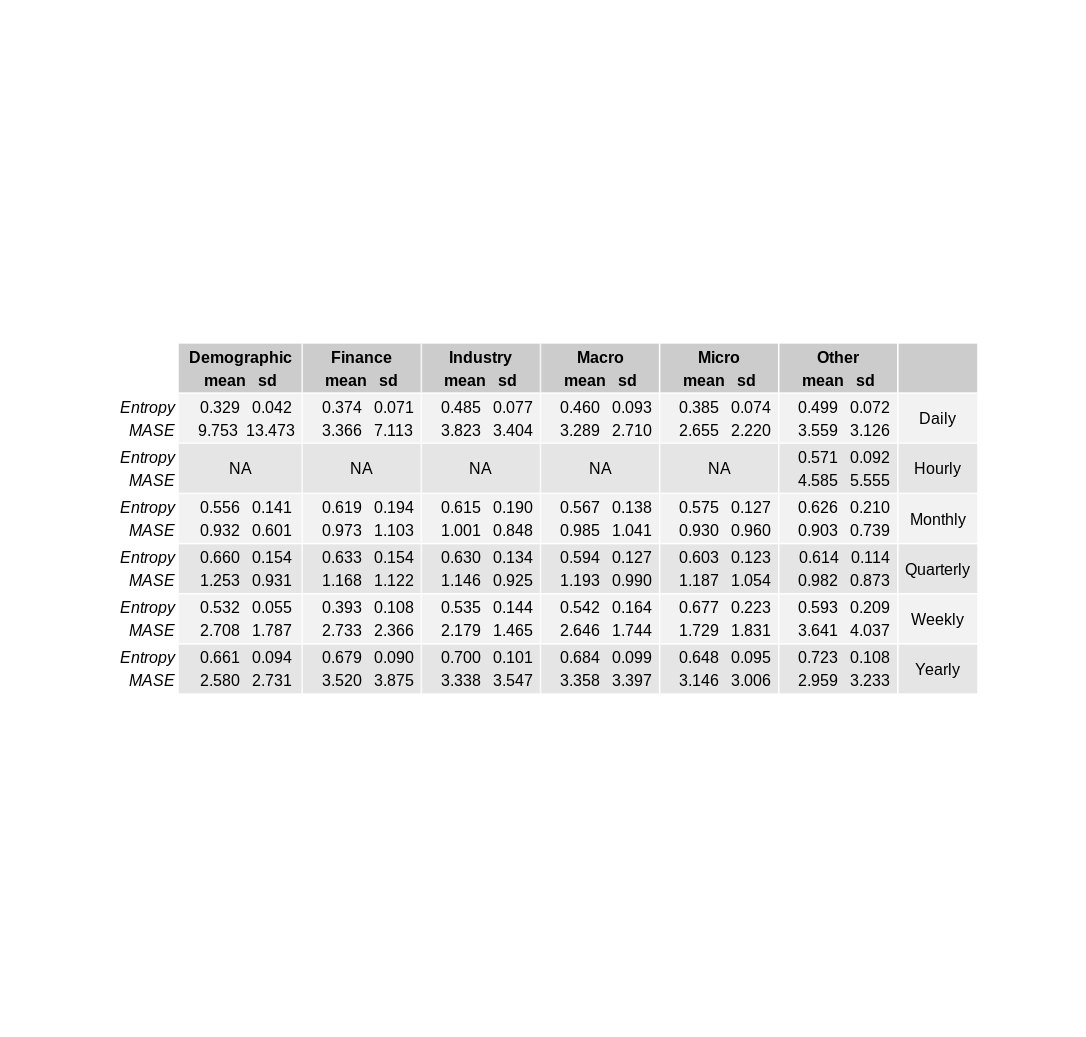 Demographic Finance Industry Macro Micro Other
mean sd mean sd mean sd mean sd mean sd mean sd
Entropy 0.329 0.042 0.374 0.071 0.485 0.077 0.460 0.093 0.385 0.074 0.499 0.072
Daily
MASE 9.753 13.473 3.366 7.113 3.823 3.404 3.289 2.710 2.655 2.220 3.559 3.126
Entropy 0.571 0.092
NA NA NA NA NA Hourly
MASE 4.585 5.555
Entropy 0.556 0.141 0.619 0.194 0.615 0.190 0.567 0.138 0.575 0.127 0.626 0.210
Monthly
MASE 0.932 0.601 0.973 1.103 1.001 0.848 0.985 1.041 0.930 0.960 0.903 0.739
Entropy 0.660 0.154 0.633 0.154 0.630 0.134 0.594 0.127 0.603 0.123 0.614 0.114
Quarterly
MASE 1.253 0.931 1.168 1.122 1.146 0.925 1.193 0.990 1.187 1.054 0.982 0.873
Entropy 0.532 0.055 0.393 0.108 0.535 0.144 0.542 0.164 0.677 0.223 0.593 0.209
Weekly
MASE 2.708 1.787 2.733 2.366 2.179 1.465 2.646 1.744 1.729 1.831 3.641 4.037
Entropy 0.661 0.094 0.679 0.090 0.700 0.101 0.684 0.099 0.648 0.095 0.723 0.108
Yearly
MASE 2.580 2.731 3.520 3.875 3.338 3.547 3.358 3.397 3.146 3.006 2.959 3.233